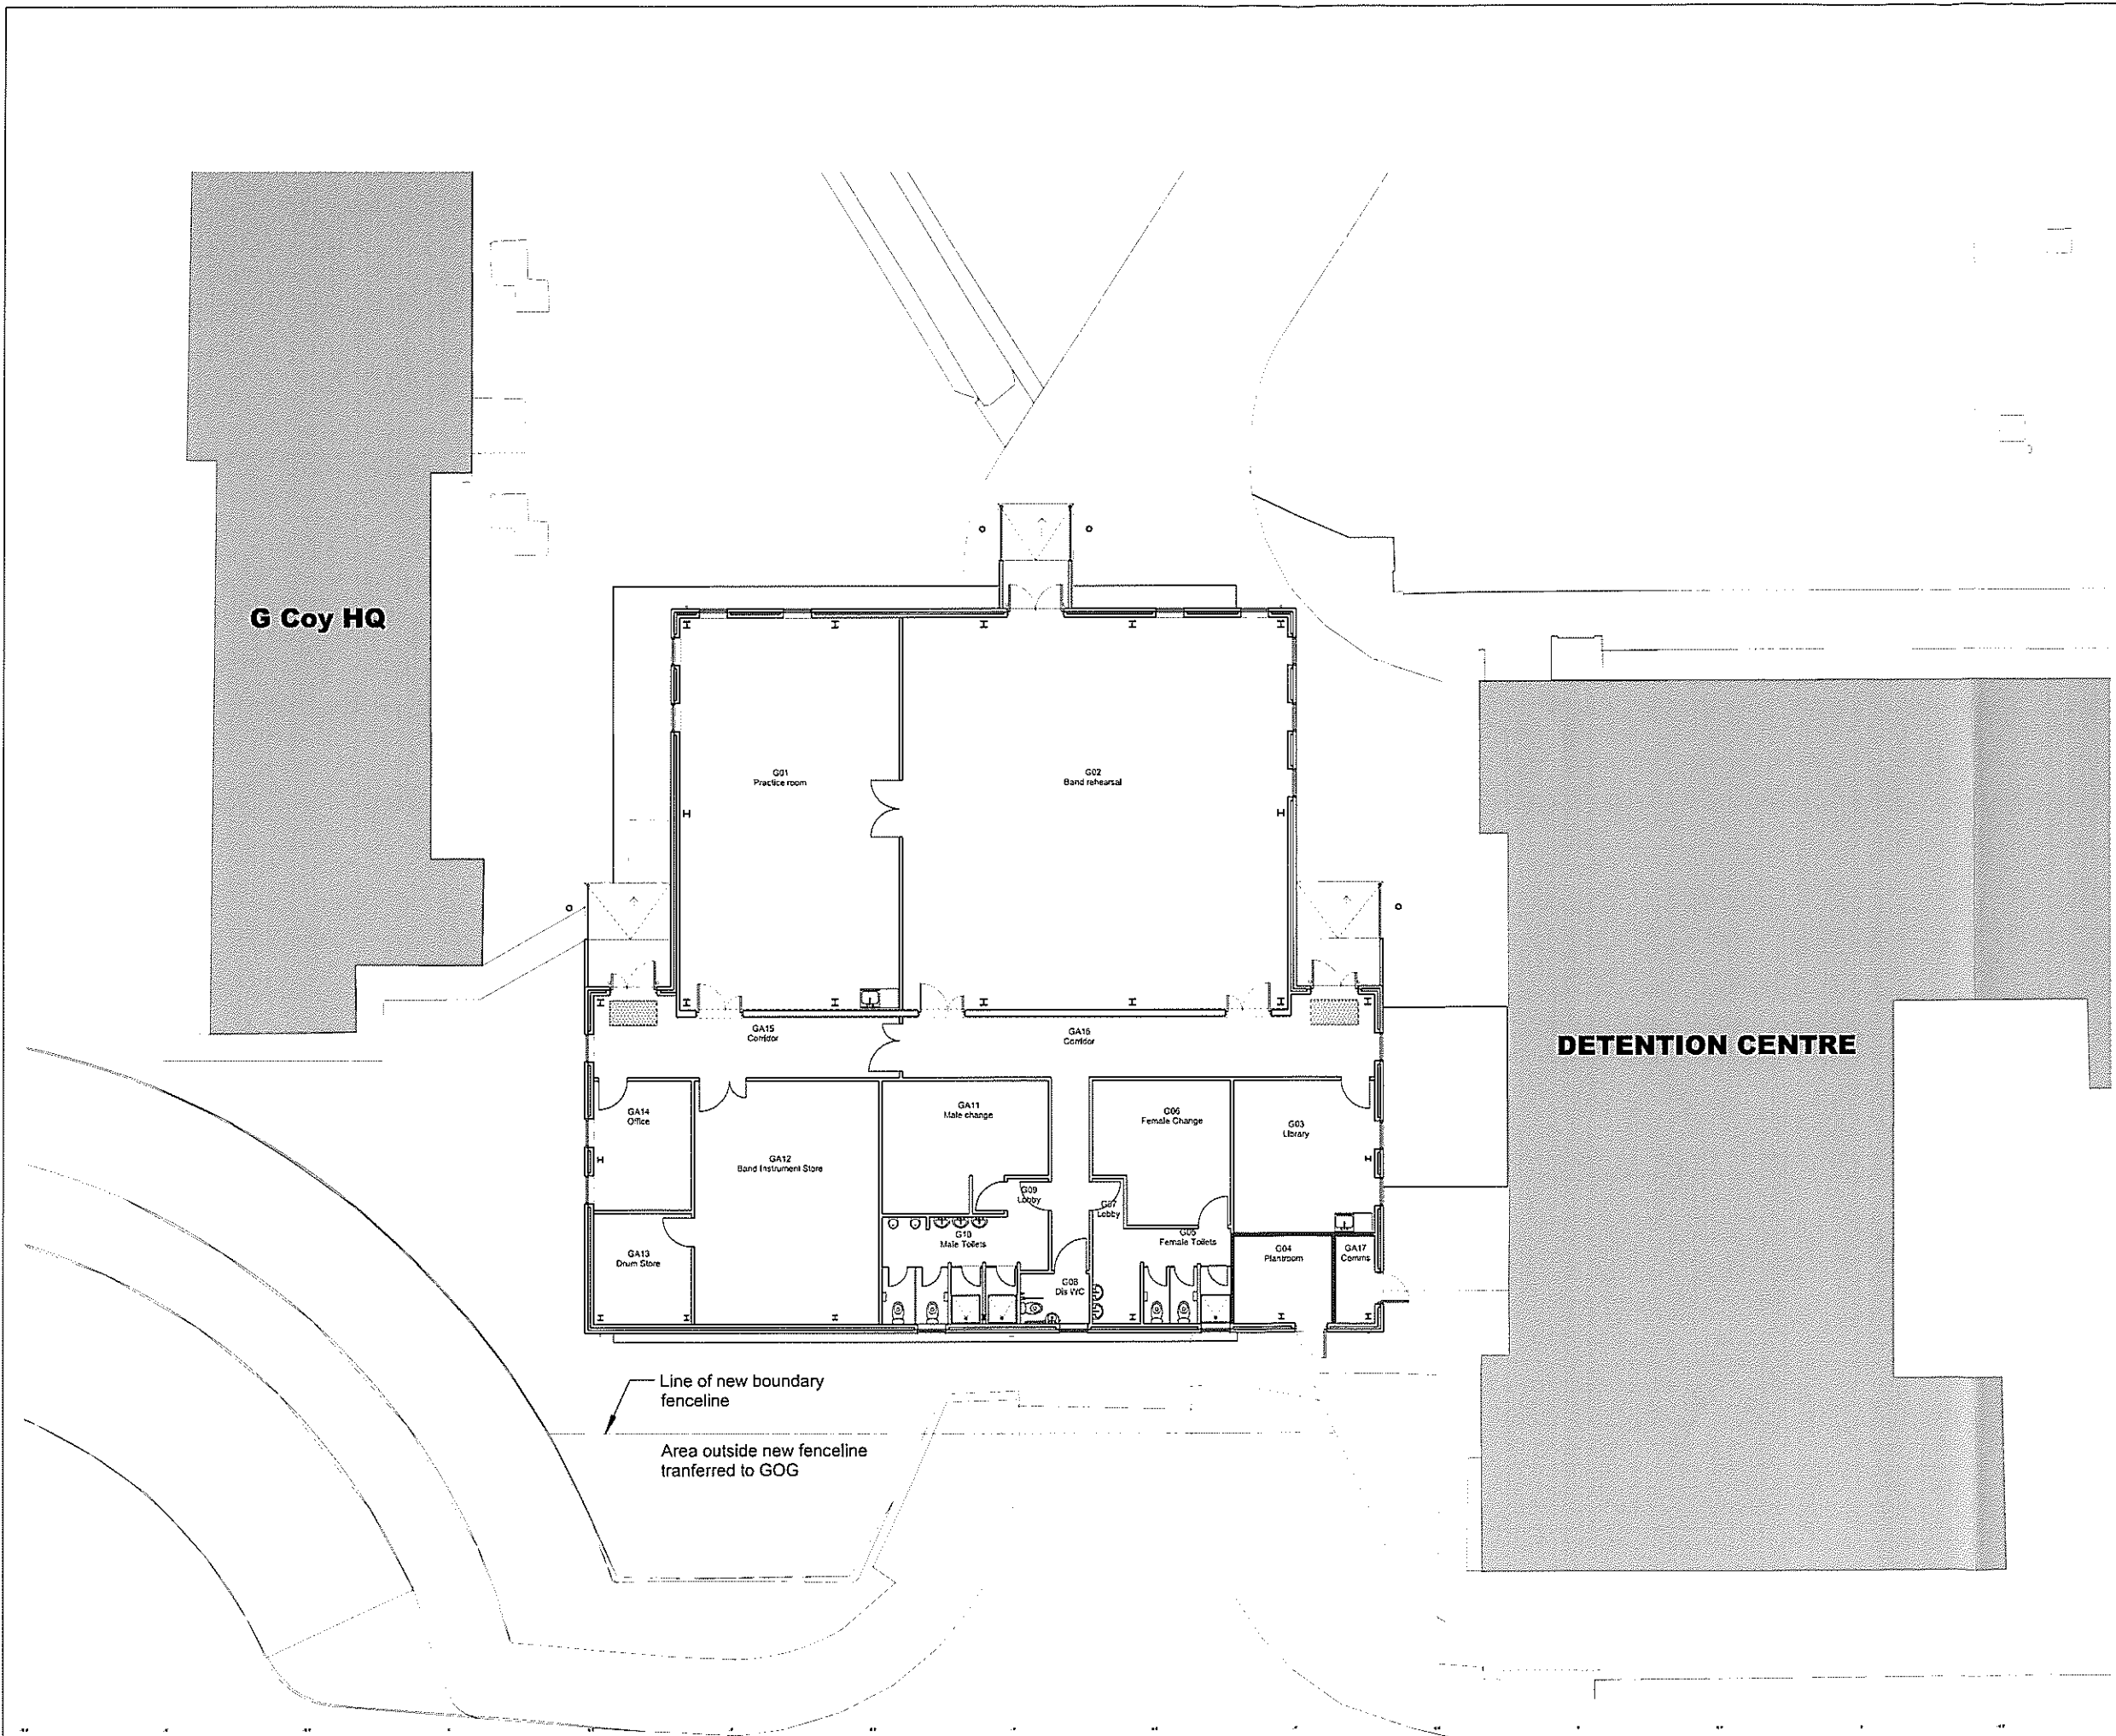 G Coy HQ
G01
Practice room
G02
Band rehearsal
GA15
Corridor
GA16
Corridor
DETENTION CENTRE
GA14
Office
GA12
Band Instrument Store
GA11
Male change
G06
Female Change
G03
Library
G09
Lobby
G07
Lobby
G10
Male Toilets
G05
Female Toilets
GA13
Drum Store
G04
Plantroom
GA17
Comms
G08
Dis WC
Line of new boundary
fenceline
Area outside new fenceline
tranferred to GOG